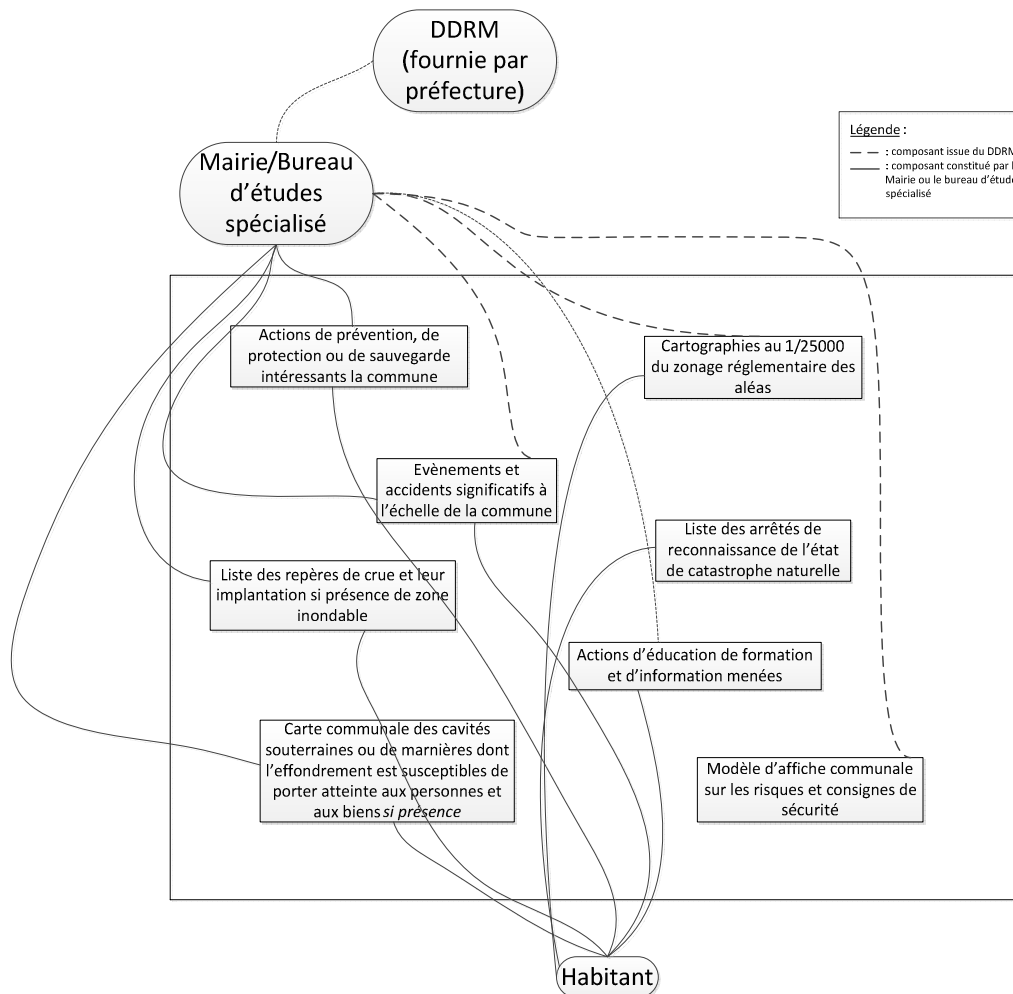 DDRM
(fournie par
préfecture)
Légende :
: composant issue du DDRM
: composant constitué par l
Mairie ou le bureau d'étude
spécialisé
Mairie/Bureau
d'études
spécialisé
Actions de prévention, de
protection ou de sauvegarde
intéressants la commune
Cartographies au 1/25000
du zonage réglementaire des
aléas
Evènements et
accidents significatifs à
l'échelle de la commune
Liste des arrêtés de
reconnaissance de l'état
de catastrophe naturelle
Liste des repères de crue et leur
implantation si présence de zone
inondable
Actions d'éducation de formation
et d'information menées
Carte communale des cavités
souterraines ou de marnières dont
l'effondrement est susceptibles de
porter atteinte aux personnes et
aux biens si présence
Modèle d'affiche communale
sur les risques et consignes de
sécurité
Habitant